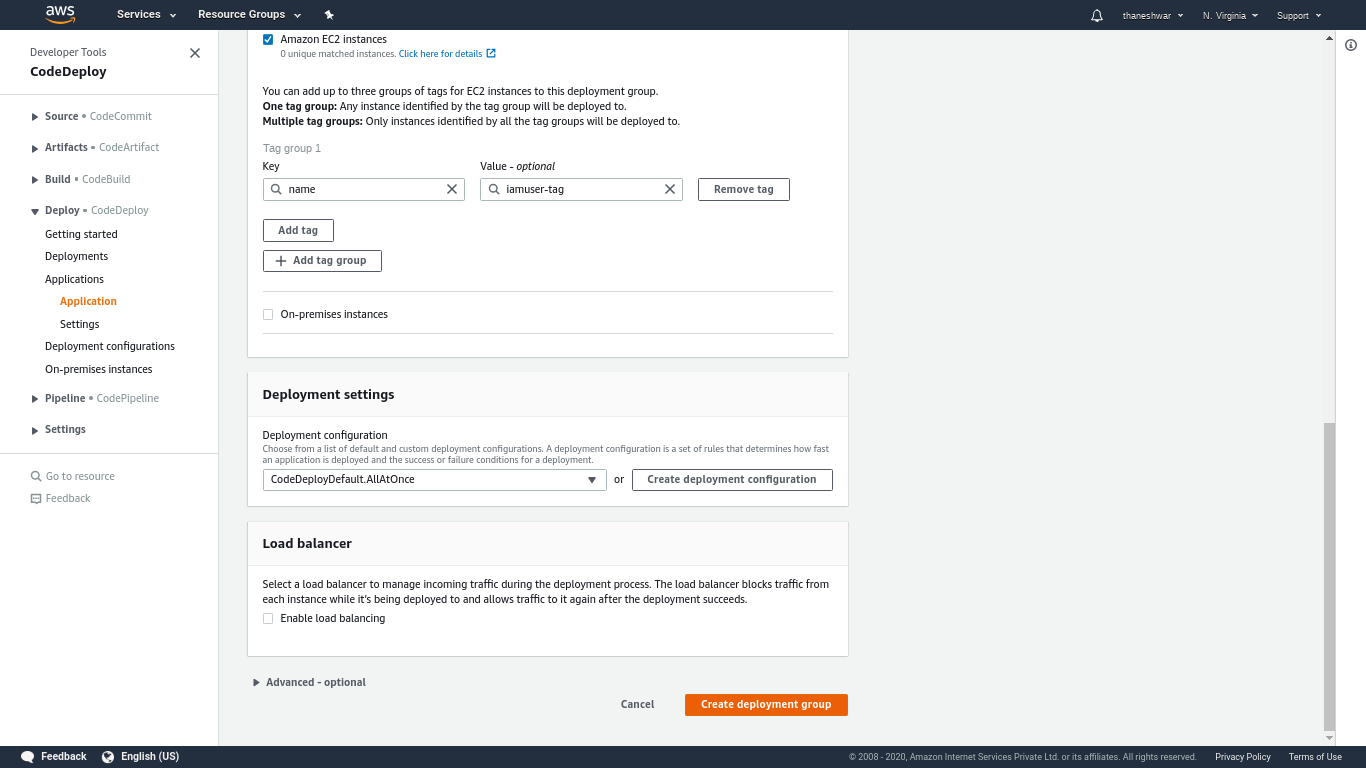 aws Services Resource Groups thaneshwar N. Virginia Support
Developer Tools
CodeDeploy
Source • CodeCommit
Artifacts • CodeArtifact
Build • CodeBuild
Deploy • CodeDeploy
Getting started
Deployments
Applications
Application
Settings
Deployment configurations
On-premises instances
Pipeline • CodePipeline
Settings
Go to resource
Feedback
Amazon EC2 instances
0 unique matched instances. Click here for details
You can add up to three groups of tags for EC2 instances to this deployment group.
One tag group: Any instance identified by the tag group will be deployed to.
Multiple tag groups: Only instances identified by all the tag groups will be deployed to.
Tag group 1
Key Value - optional
name iamuser-tag Remove tag
Add tag
Add tag group
On-premises instances
Deployment settings
Deployment configuration
Choose from a list of default and custom deployment configurations. A deployment configuration is a set of rules that determines how fast
an application is deployed and the success or failure conditions for a deployment.
CodeDeployDefault.AllAtOnce or Create deployment configuration
Load balancer
Select a load balancer to manage incoming traffic during the deployment process. The load balancer blocks traffic from
each instance while it's being deployed to and allows traffic to it again after the deployment succeeds.
Enable load balancing
Advanced - optional
Cancel Create deployment group
Feedback English (US) © 2008 - 2020, Amazon Internet Services Private Ltd. or its affiliates. All rights reserved. Privacy Policy Terms of Use